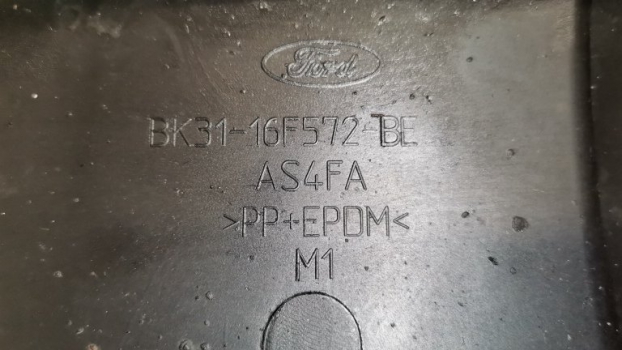 Ford
BK31-16F572-BE
AS4FA
>PP+EPDM<
M1